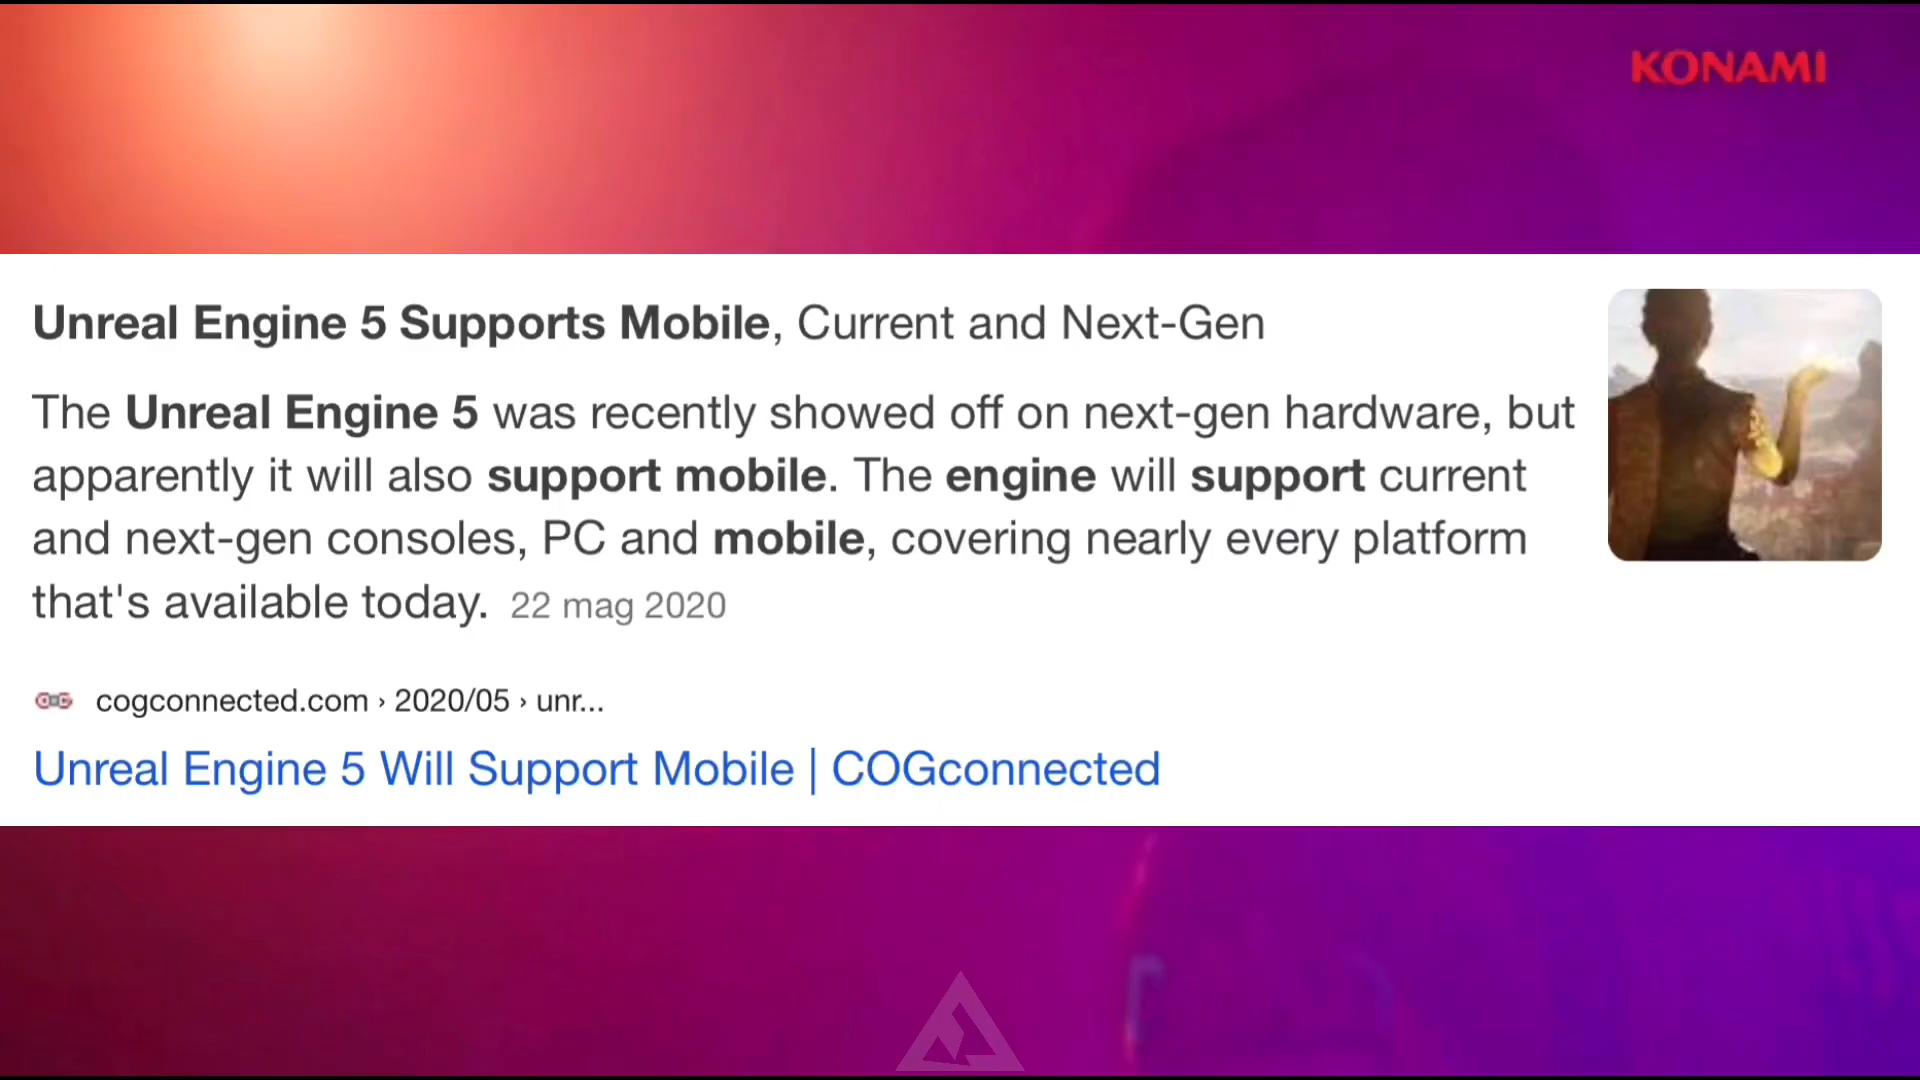 KONAMI
Unreal Engine 5 Supports Mobile, Current and Next-Gen
The Unreal Engine 5 was recently showed off on next-gen hardware, but
apparently it will also support mobile. The engine will support current
and next-gen consoles, PC and mobile, covering nearly every platform
that's available today. 22 mag 2020
cogconnected.com › 2020/05 › unr...
Unreal Engine 5 Will Support Mobile | COGconnected